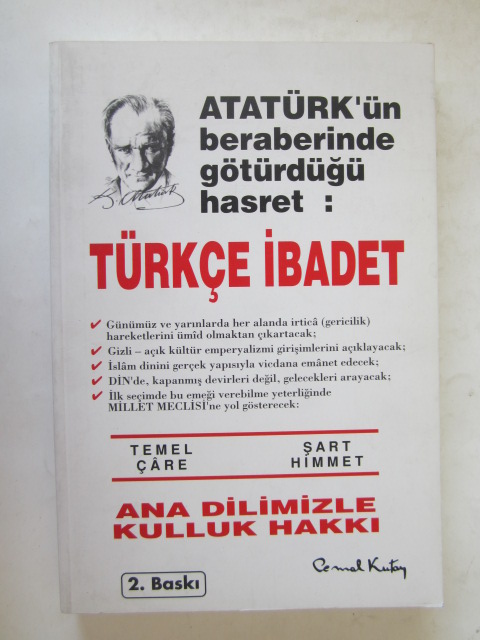 ATATÜRK'ün
beraberinde
götürdüğü
hasret :
K. Atatürk
TÜRKÇE İBADET
✔ Günümüz ve yarınlarda her alanda irticâ (gericilik)
hareketlerini ümîd olmaktan çıkartacak;
✔ Gizli – açık kültür emperyalizmi girişimlerini açıklayacak;
✔ İslâm dinini gerçek yapısıyla vicdana emânet edecek;
✔ DİN'de, kapanmış devirleri değil, gelecekleri arayacak;
✔ İlk seçimde bu emeği verebilme yeterliğinde
MİLLET MECLİSİ'ne yol gösterecek:
TEMEL ŞART
ÇÂRE HİMMET
ANA DİLİMİZLE
KULLUK HAKKI
Cemal Kutay
2. Baskı